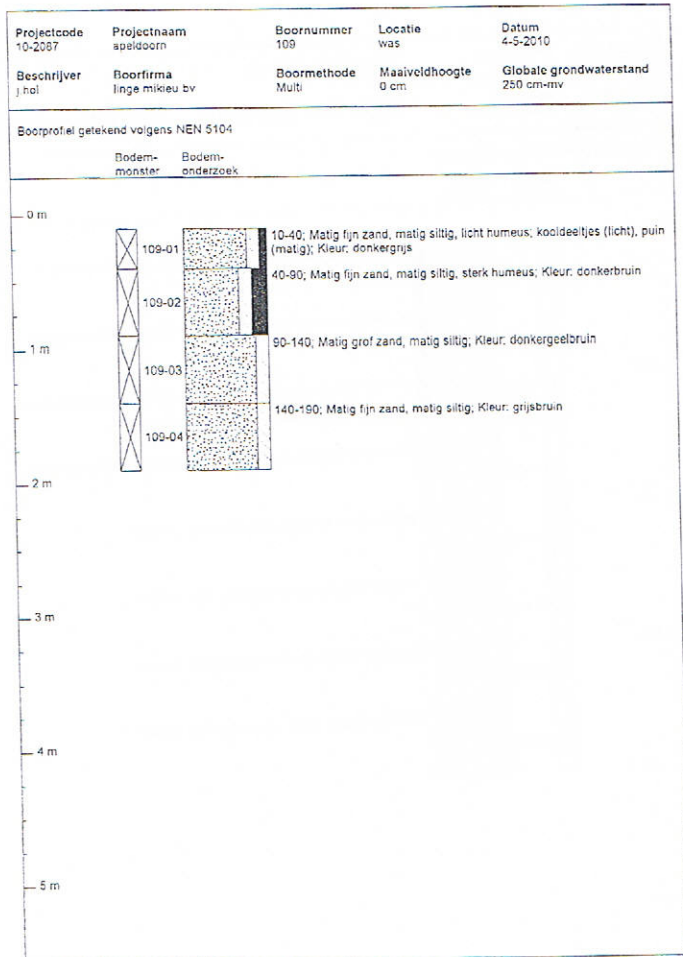 Projectcode Projectnaam Boornummer Locatie Datum
10-2087 apeldoorn 109 was 4-5-2010
Beschrijver Boorfirma Boormethode Maaiveldhoogte Globale grondwaterstand
j.hol linge mikieu bv Multi 0 cm 250 cm-mv
Boorprofiel getekend volgens NEN 5104
Bodem- Bodem-
monster onderzoek
0 m
10-40; Matig fijn zand, matig siltig, licht humeus; kooldeeltjes (licht), puin
109-01 (matig); Kleur: donkergrijs
40-90; Matig fijn zand, matig siltig, sterk humeus; Kleur: donkerbruin
109-02
1 m 90-140; Matig grof zand, matig siltig; Kleur: donkergeelbruin
109-03
140-190; Matig fijn zand, matig siltig; Kleur: grijsbruin
109-04
2 m
3 m
4 m
5 m